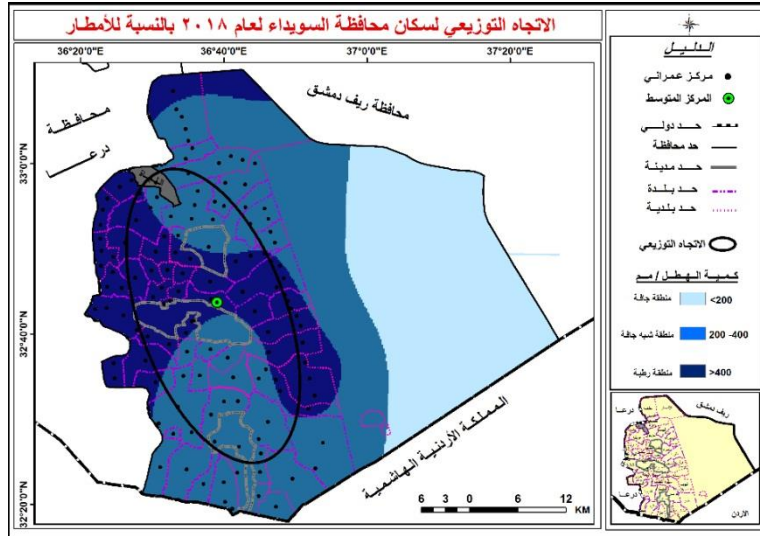 الاتجاه التوزيعي لسكان محافظة السويداء لعام ٢٠١٨ بالنسبة للأمطار
36°20'0"E
36°40'0"E
37°0'0"E
37°20'0"E
33°0'0"N
32°40'0"N
32°20'0"N
محافظة ريف دمشق
محافظة
درعا
المملكة الأردنية الهاشمية
6 3 0 6 12
KM
الدليل
مركز عمراني
المركز المتوسط
حد دولي
حد محافظة
حد مدينة
حد بلدة
حد بلدية
الاتجاه التوزيعي
كمية الهطل / مم
منطقة جافة <200
منطقة شبه جافة 200 -400
منطقة رطبة >400
ريف دمشق
درعا
درعا
الاردن